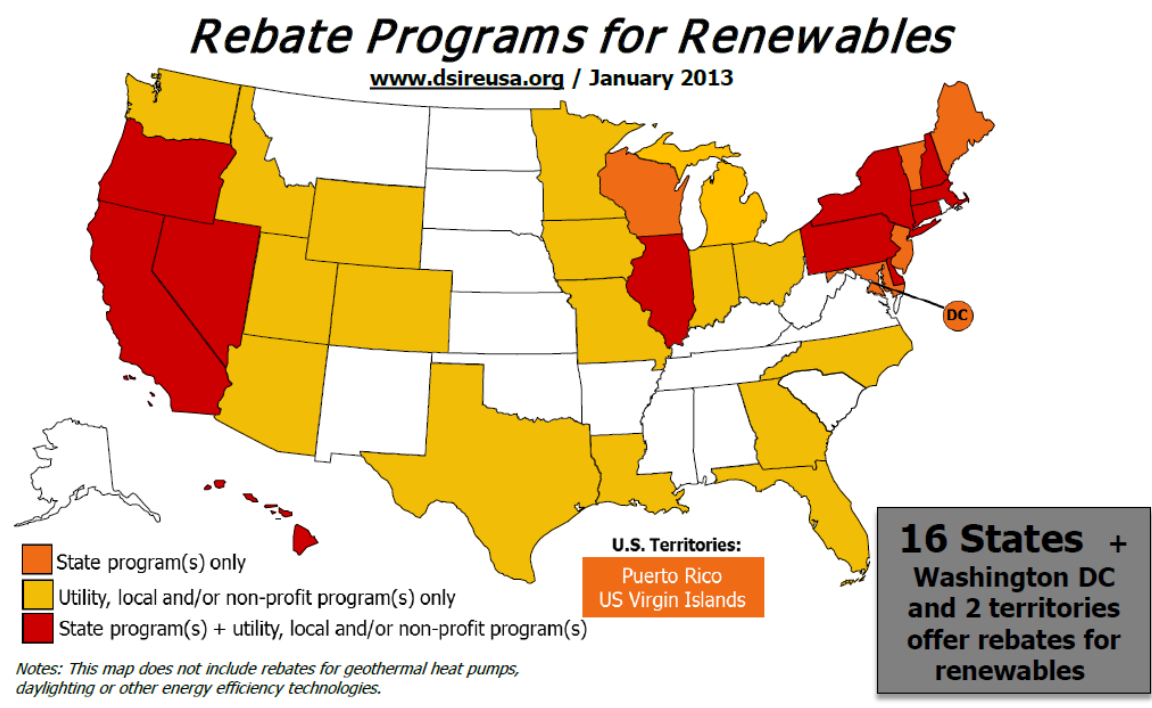 Rebate Programs for Renewables
www.dsireusa.org / January 2013
DC
State program(s) only
Utility, local and/or non-profit program(s) only
State program(s) + utility, local and/or non-profit program(s)
Notes: This map does not include rebates for geothermal heat pumps,
daylighting or other energy efficiency technologies.
U.S. Territories:
Puerto Rico
US Virgin Islands
16 States +
Washington DC
and 2 territories
offer rebates for
renewables